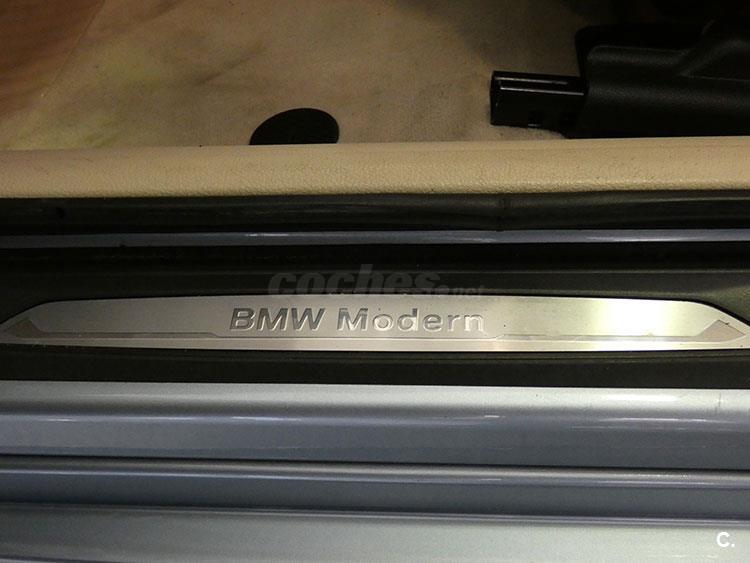 coches.net
BMW Modern
C.